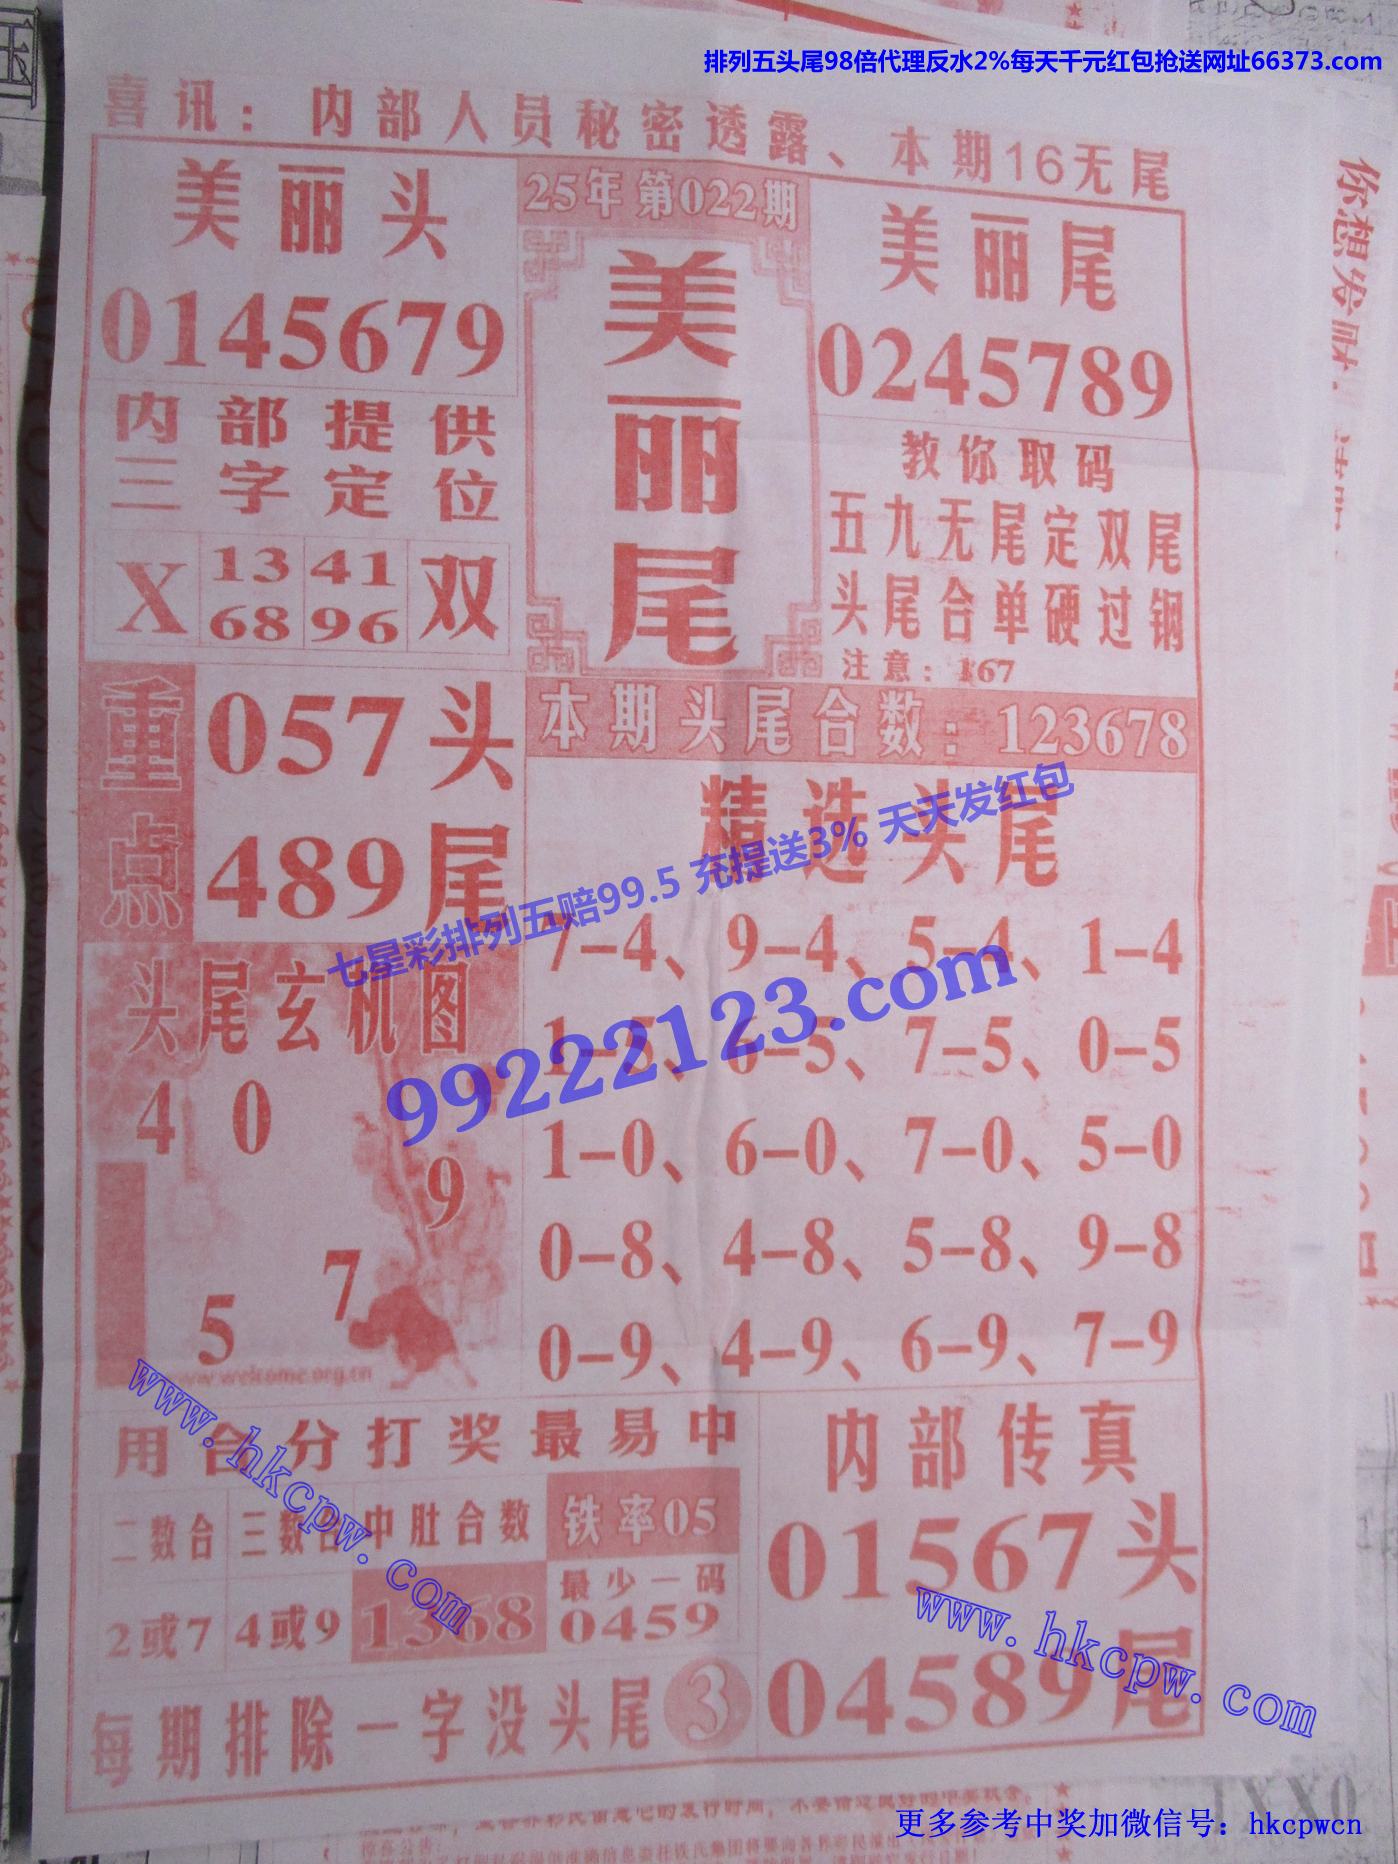 排列五头尾98倍代理反水2%每天千元红包抢送网址66373.com
喜讯：内部人员秘密透露、本期16无尾
美丽头
0145679
25年第022期
美丽尾
美丽尾
0245789
内部提供
三字定位
X 13 41 双
68 96
教你取码
五九无尾定双尾
头尾合单硬过钢
注意：167
重点
057头
489尾
本期头尾合数：123678
精选头尾
7-4、9-4、5-4、1-4
1-5、6-5、7-5、0-5
1-0、6-0、7-0、5-0
0-8、4-8、5-8、9-8
0-9、4-9、6-9、7-9
七星彩排列五赔99.5 充提送3% 天天发红包
99222123.com
头尾玄机图
4 0
9
7
5
www.welcome.org.cn
www.hkcpw.com
用合分打奖最易中
二数合 三数合 中肚合数 铁率05
2或7 4或9 1368 最少一码
0459
每期排除一字没头尾③
内部传真
01567头
04589尾
www.hkcpw.com
你想发财
更多参考中奖加微信号：hkcpwcn